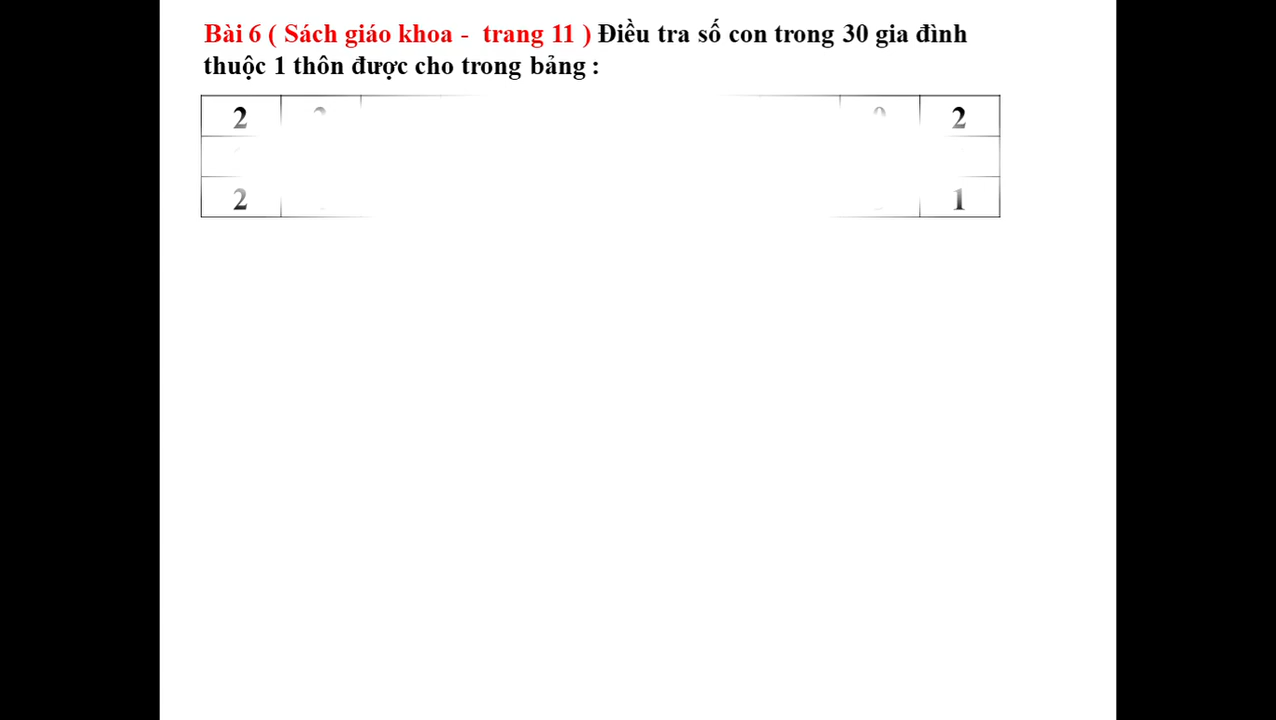 Bài 6 ( Sách giáo khoa - trang 11 ) Điều tra số con trong 30 gia đình
thuộc 1 thôn được cho trong bảng :
2 2
2 1